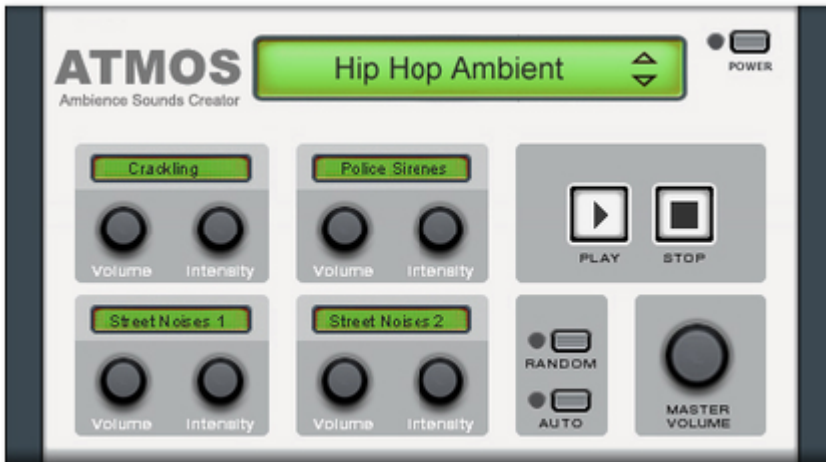 ATMOS
Ambience Sounds Creator
Hip Hop Ambient
POWER
Crackling
Volume Intensity
Police Sirenes
Volume Intensity
PLAY STOP
Street Noises 1
Volume Intensity
Street Noises 2
Volume Intensity
RANDOM
AUTO
MASTER
VOLUME